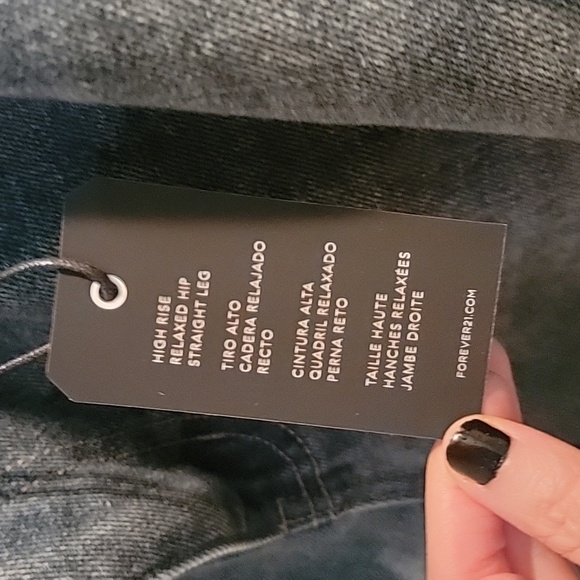 HIGH RISE
RELAXED HIP
STRAIGHT LEG
TIRO ALTO
CADERA RELAJADO
RECTO
CINTURA ALTA
QUADRIL RELAXADO
PERNA RETO
TAILLE HAUTE
HANCHES RELAXÉES
JAMBE DROITE
FOREVER21.COM